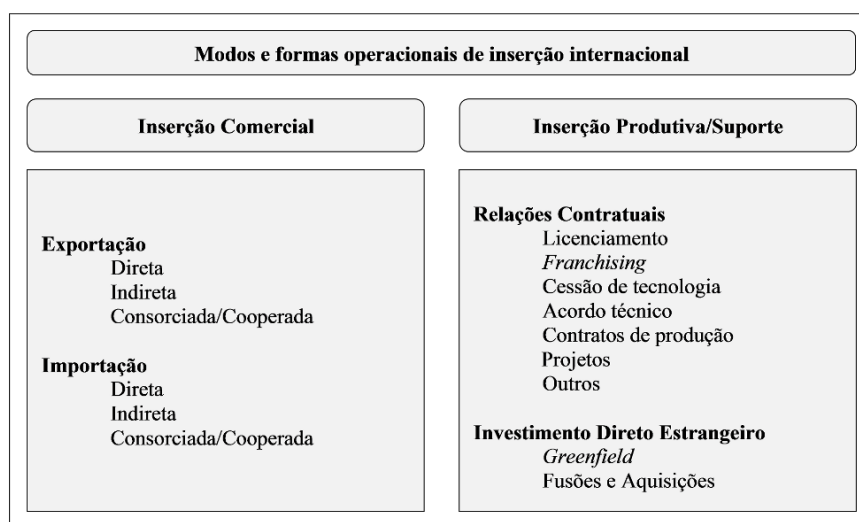 Modos e formas operacionais de inserção internacional
Inserção Comercial
Exportação
Direta
Indireta
Consorciada/Cooperada
Importação
Direta
Indireta
Consorciada/Cooperada
Inserção Produtiva/Suporte
Relações Contratuais
Licenciamento
Franchising
Cessão de tecnologia
Acordo técnico
Contratos de produção
Projetos
Outros
Investimento Direto Estrangeiro
Greenfield
Fusões e Aquisições